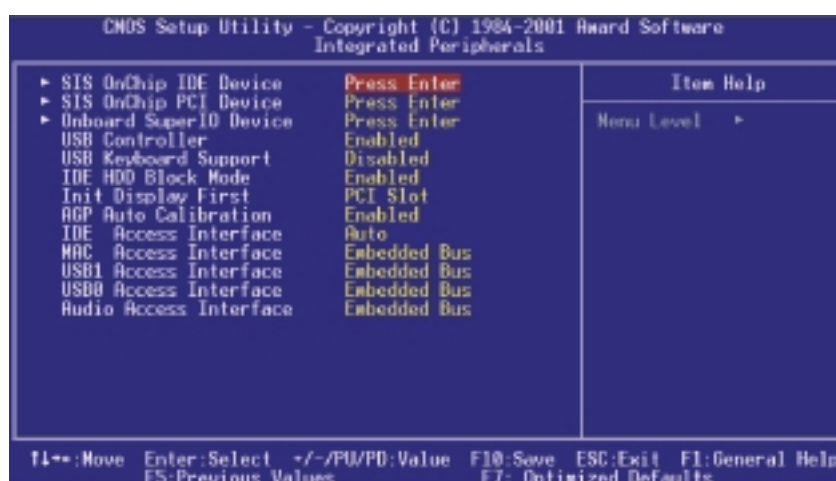 CMOS Setup Utility - Copyright (C) 1984-2001 Award Software
Integrated Peripherals
► SIS OnChip IDE Device Press Enter
► SIS OnChip PCI Device Press Enter
► Onboard SuperIO Device Press Enter
USB Controller Enabled
USB Keyboard Support Disabled
IDE HDD Block Mode Enabled
Init Display First PCI Slot
AGP Auto Calibration Enabled
IDE Access Interface Auto
MAC Access Interface Embedded Bus
USB1 Access Interface Embedded Bus
USB0 Access Interface Embedded Bus
Audio Access Interface Embedded Bus
Item Help
Menu Level ►
↑↓→←:Move Enter:Select +/-/PU/PD:Value F10:Save ESC:Exit F1:General Help
F5:Previous Values F7: Optimized Defaults